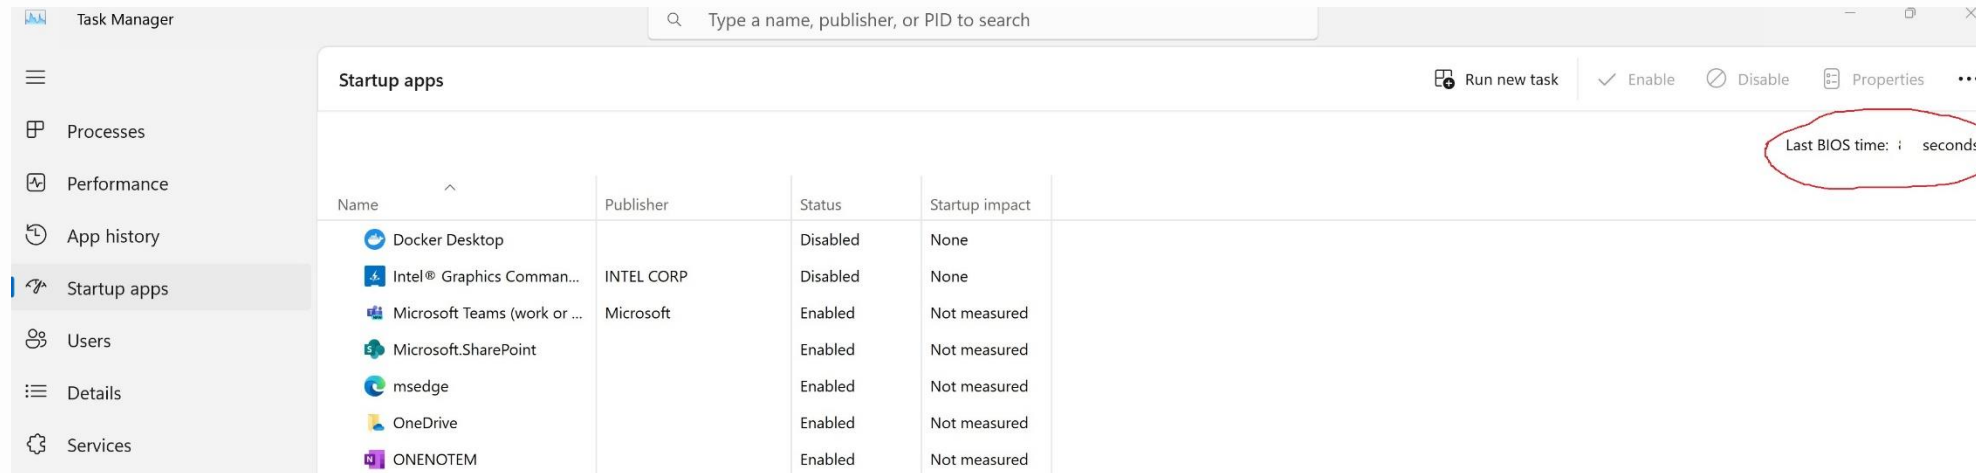 Task Manager
Type a name, publisher, or PID to search
Startup apps
Run new task
Enable
Disable
Properties
Last BIOS time: seconds
Processes
Performance
App history
Startup apps
Users
Details
Services
Name Publisher Status Startup impact
Docker Desktop Disabled None
Intel® Graphics Comman... INTEL CORP Disabled None
Microsoft Teams (work or ... Microsoft Enabled Not measured
Microsoft.SharePoint Enabled Not measured
msedge Enabled Not measured
OneDrive Enabled Not measured
ONENOTEM Enabled Not measured